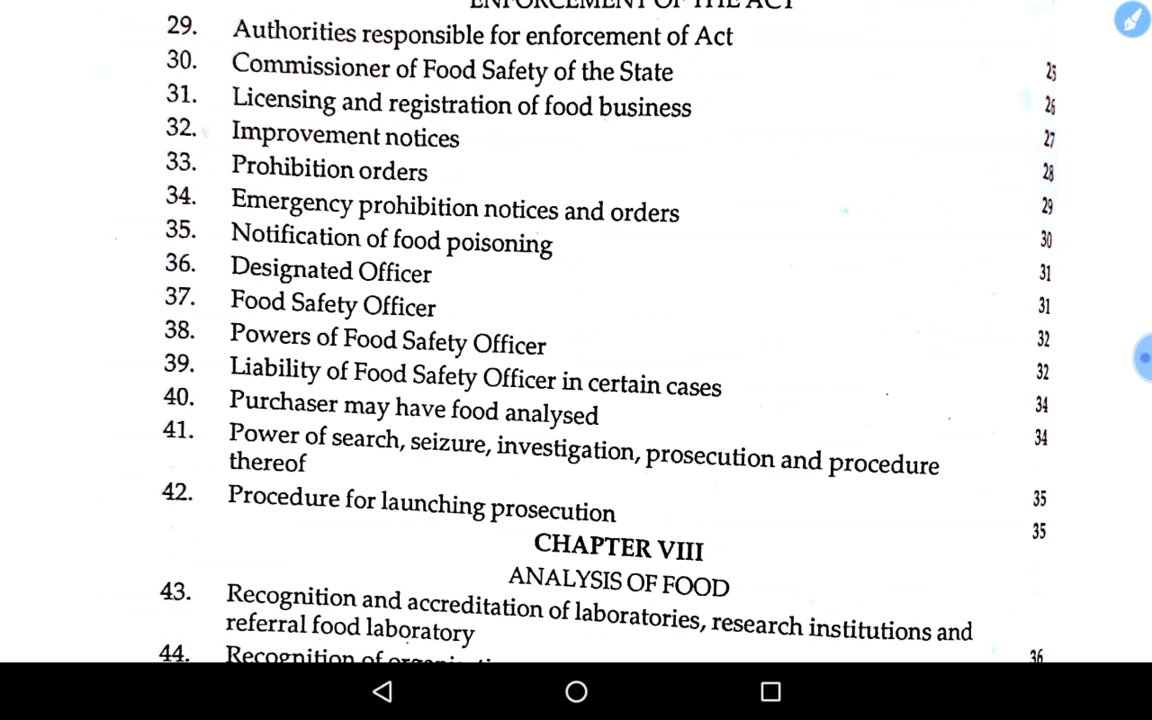 ENFORCEMENT OF THE ACT
29. Authorities responsible for enforcement of Act
30. Commissioner of Food Safety of the State 25
31. Licensing and registration of food business 26
32. Improvement notices 27
33. Prohibition orders 28
34. Emergency prohibition notices and orders 29
35. Notification of food poisoning 30
36. Designated Officer 31
37. Food Safety Officer 31
38. Powers of Food Safety Officer 32
39. Liability of Food Safety Officer in certain cases 32
40. Purchaser may have food analysed 34
41. Power of search, seizure, investigation, prosecution and procedure 34
thereof
42. Procedure for launching prosecution 35
35
CHAPTER VIII
ANALYSIS OF FOOD
43. Recognition and accreditation of laboratories, research institutions and
referral food laboratory
44. Recognition of 36